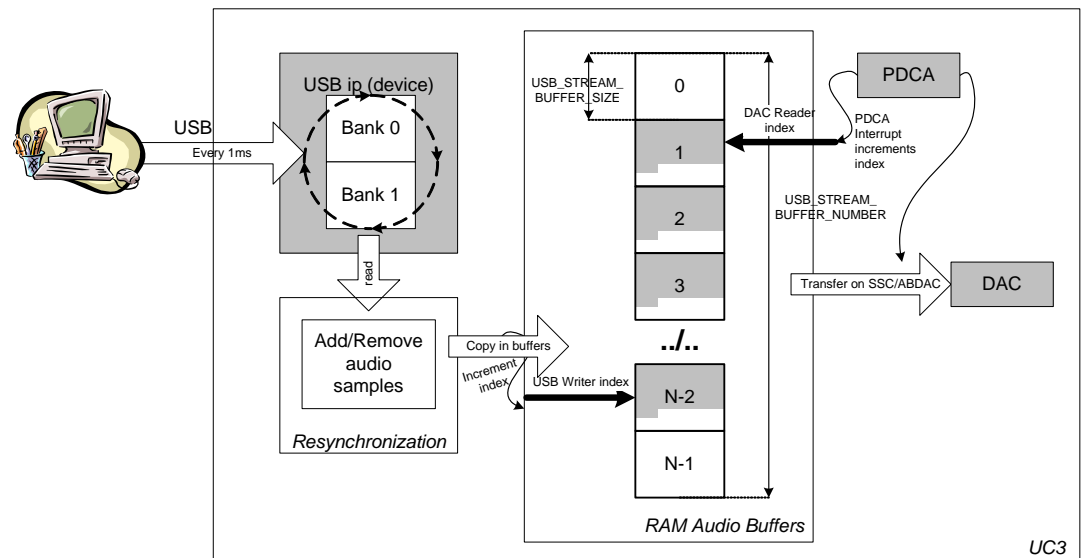 USB
Every 1ms
USB ip (device)
Bank 0
Bank 1
read
Add/Remove
audio
samples
Resynchronization
Copy in buffers
Increment
index
USB Writer index
USB_STREAM_
BUFFER_SIZE
0
1
2
3
../..
N-2
N-1
RAM Audio Buffers
DAC Reader
index
PDCA
PDCA
Interrupt
increments
index
USB_STREAM_
BUFFER_NUMBER
Transfer on SSC/ABDAC
DAC
UC3